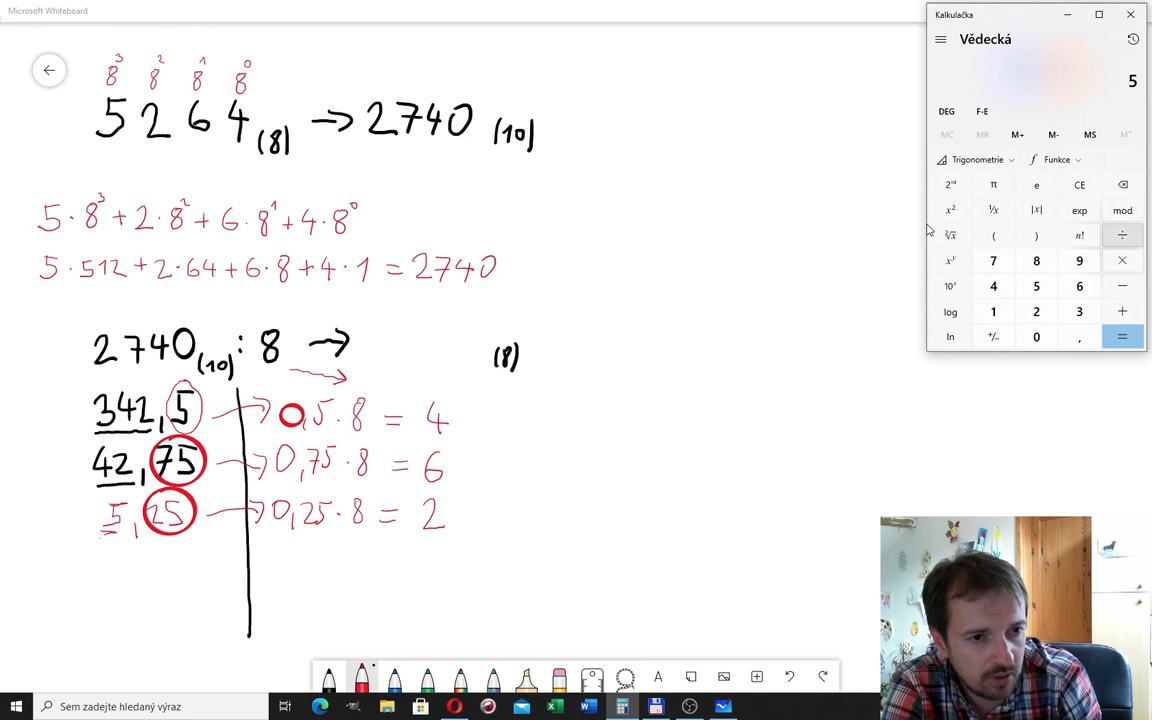 Microsoft Whiteboard
8³ 8² 8¹ 8⁰
5264(8) → 2740 (10)
5·8³+2·8²+6·8¹+4·8⁰
5·512+2·64+6·8+4·1=2740
2740(10) : 8 → (8)
342,5 → 0,5·8 = 4
42,75 → 0,75·8 = 6
5,25 → 0,25·8 = 2
Kalkulačka
Vědecká
5
DEG F-E
MC MR M+ M- MS M˅
Trigonometrie Funkce
2ⁿᵈ π e CE
x² ¹/x |x| exp mod
²√x ( ) n! ÷
xʸ 7 8 9 ×
10ˣ 4 5 6 −
log 1 2 3 +
ln +/− 0 , =
A
Sem zadejte hledaný výraz